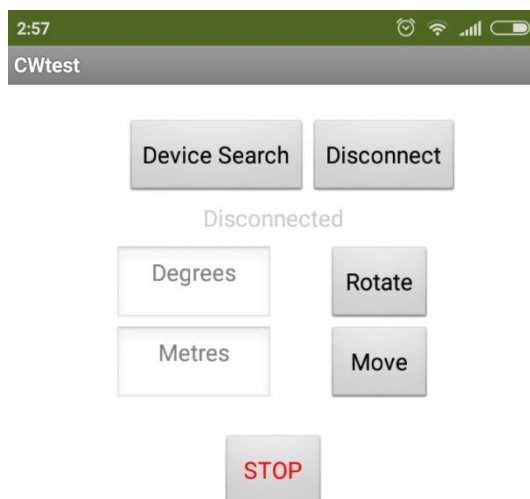 2:57
CWtest
Device Search Disconnect
Disconnected
Degrees Rotate
Metres Move
STOP